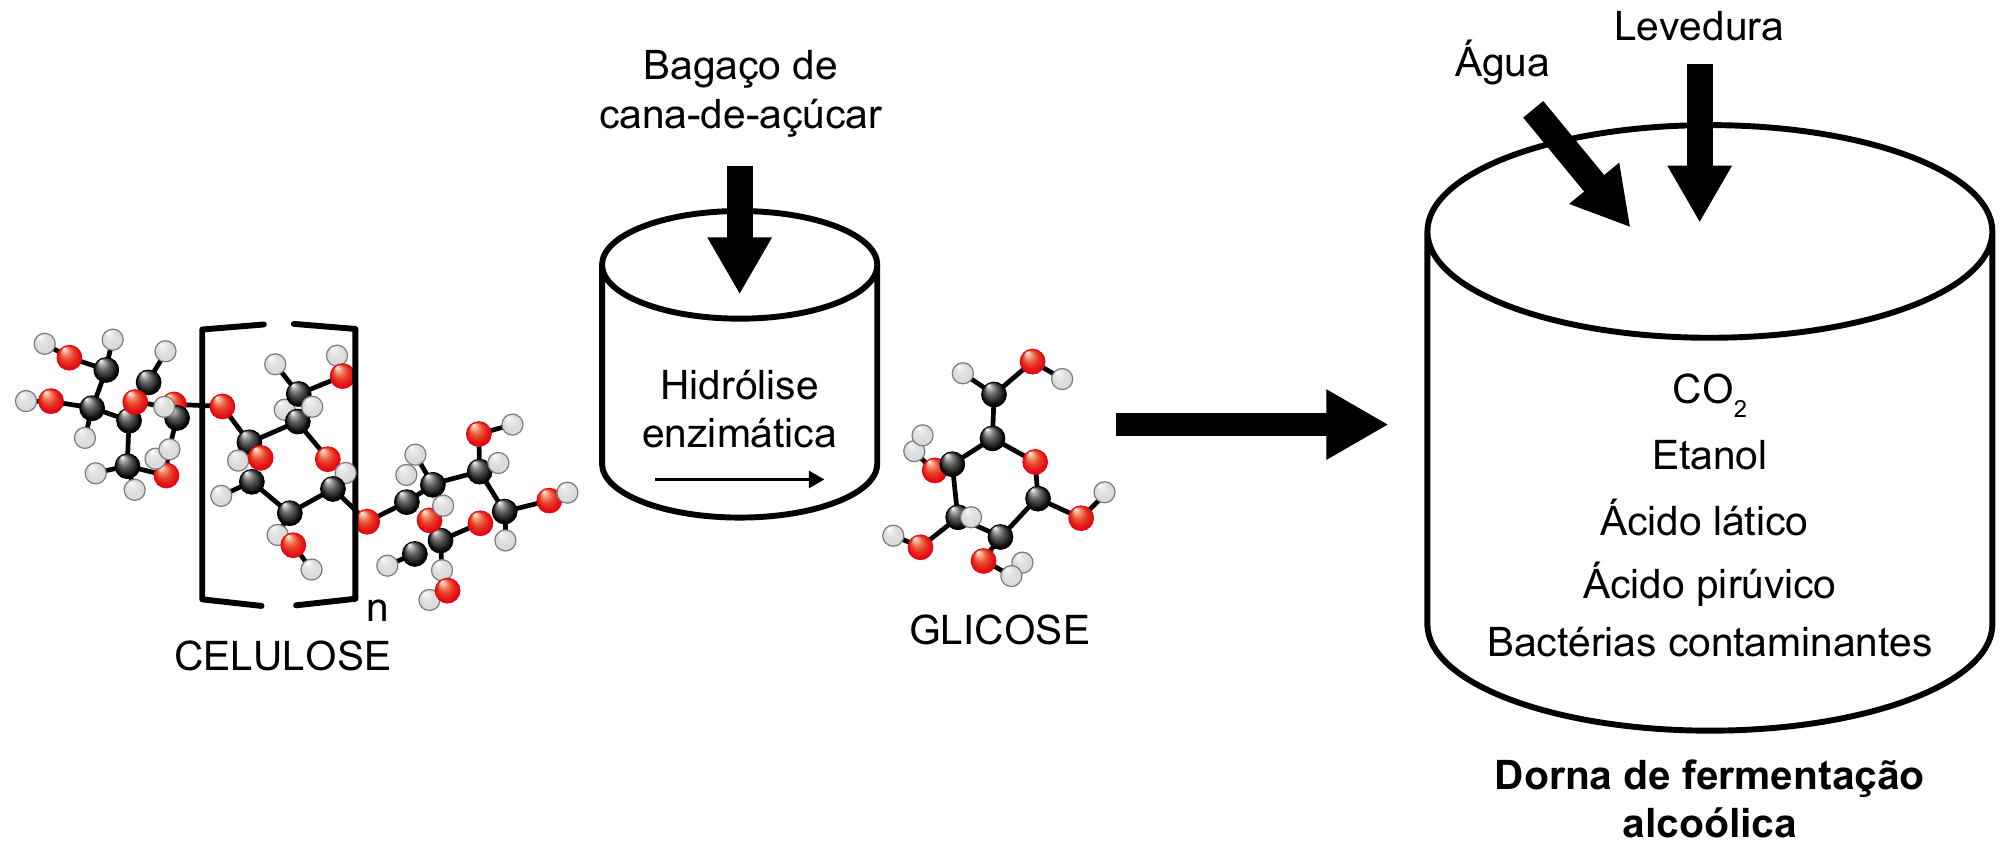 Bagaço de
cana-de-açúcar
Água
Levedura
Hidrólise
enzimática
n
CELULOSE
GLICOSE
CO₂
Etanol
Ácido lático
Ácido pirúvico
Bactérias contaminantes
Dorna de fermentação
alcoólica